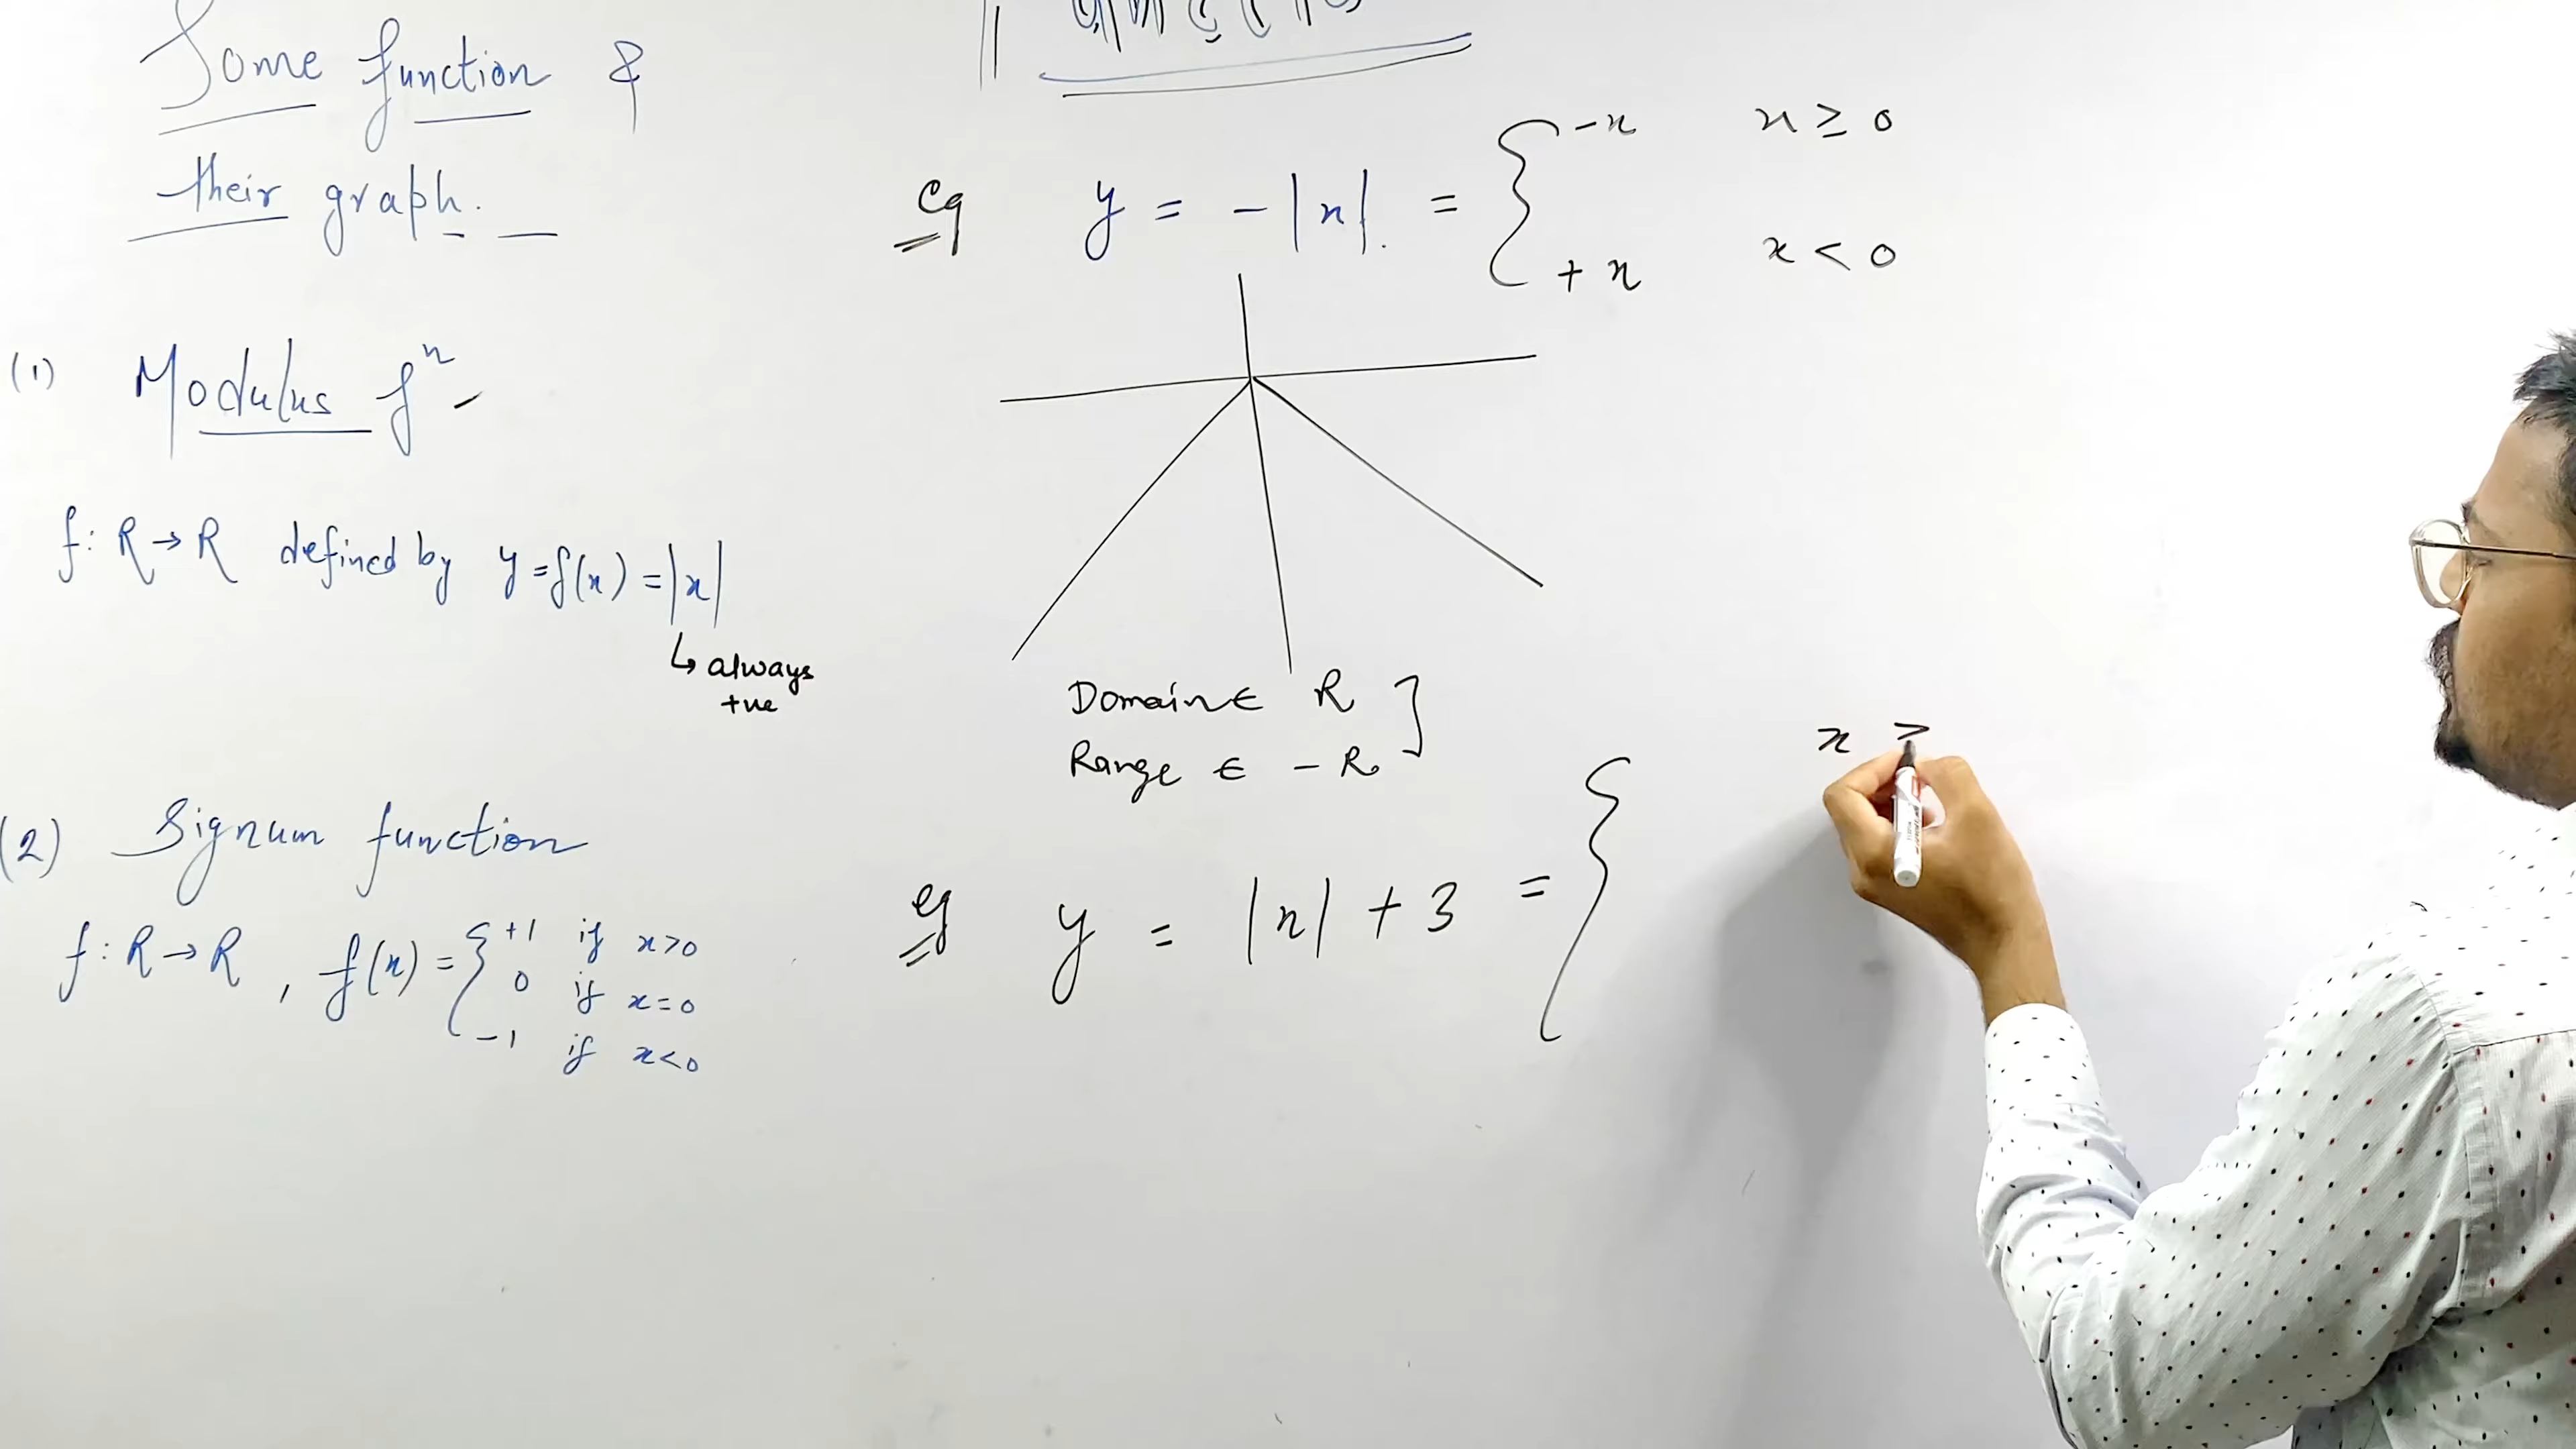 Some function &
their graph.
(1) Modulus fⁿ -
f: R→R defined by y=f(x) = |x|
↳ always
+ve
(2) Signum function
f: R→R , f(x) = { +1 if x>0
0 if x=0
-1 if x<0
eg y = - |x|. = { -x x ≥ 0
+x x < 0
Domain ∈ R ]
Range ∈ - R
eg y = |x| + 3 = { x >